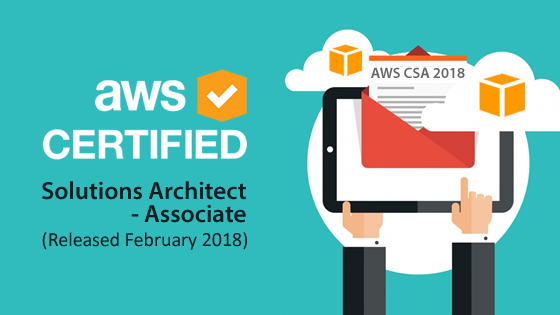 aws
CERTIFIED
Solutions Architect
- Associate
(Released February 2018)
AWS CSA 2018